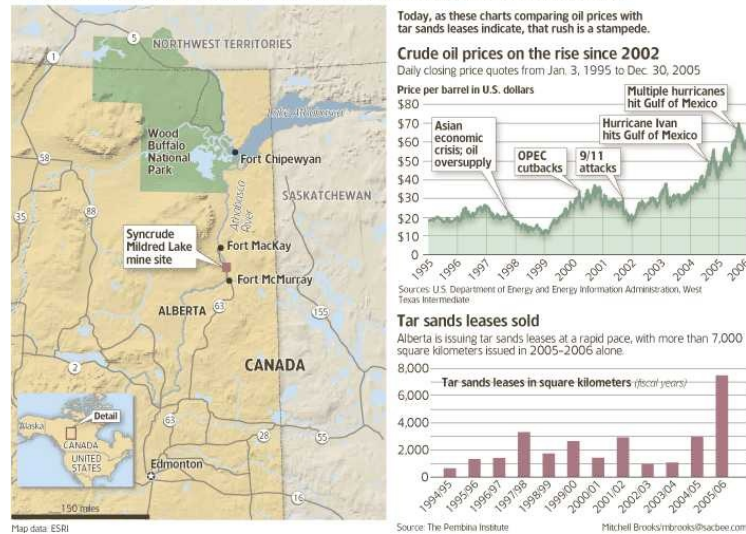 NORTHWEST TERRITORIES
5
1
Lake Athabasca
Wood
Buffalo
National
Park
Fort Chipewyan
58
SASKATCHEWAN
Athabasca
River
88
35
Syncrude
Mildred Lake
mine site
Fort MacKay
Fort McMurray
ALBERTA
63
155
2
CANADA
Detail
Alaska
CANADA
UNITED
STATES
63
28
55
Edmonton
16
150 miles
Map data ESRI
Today, as these charts comparing oil prices with
tar sands leases indicate, that rush is a stampede.
Crude oil prices on the rise since 2002
Daily closing price quotes from Jan. 3, 1995 to Dec. 30, 2005
Price per barrel in U.S. dollars
$80
$70
$60
$50
$40
$30
$20
$10
0
Multiple hurricanes
hit Gulf of Mexico
Hurricane Ivan
hits Gulf of Mexico
Asian
economic
crisis; oil
oversupply
OPEC
cutbacks
9/11
attacks
1995 1996 1997 1998 1999 2000 2001 2002 2003 2004 2005 2006
Sources: U.S. Department of Energy and Energy Information Administration, West
Texas Intermediate
Tar sands leases sold
Alberta is issuing tar sands leases at a rapid pace, with more than 7,000
square kilometers issued in 2005-2006 alone.
8,000
Tar sands leases in square kilometers (fiscal years)
6,000
4,000
2,000
0
1994/95 1995/96 1996/97 1997/98 1998/99 1999/00 2000/01 2001/02 2002/03 2003/04 2004/05 2005/06
Source: The Pembina Institute
Mitchell Brooks/mbrooks@sacbee.com